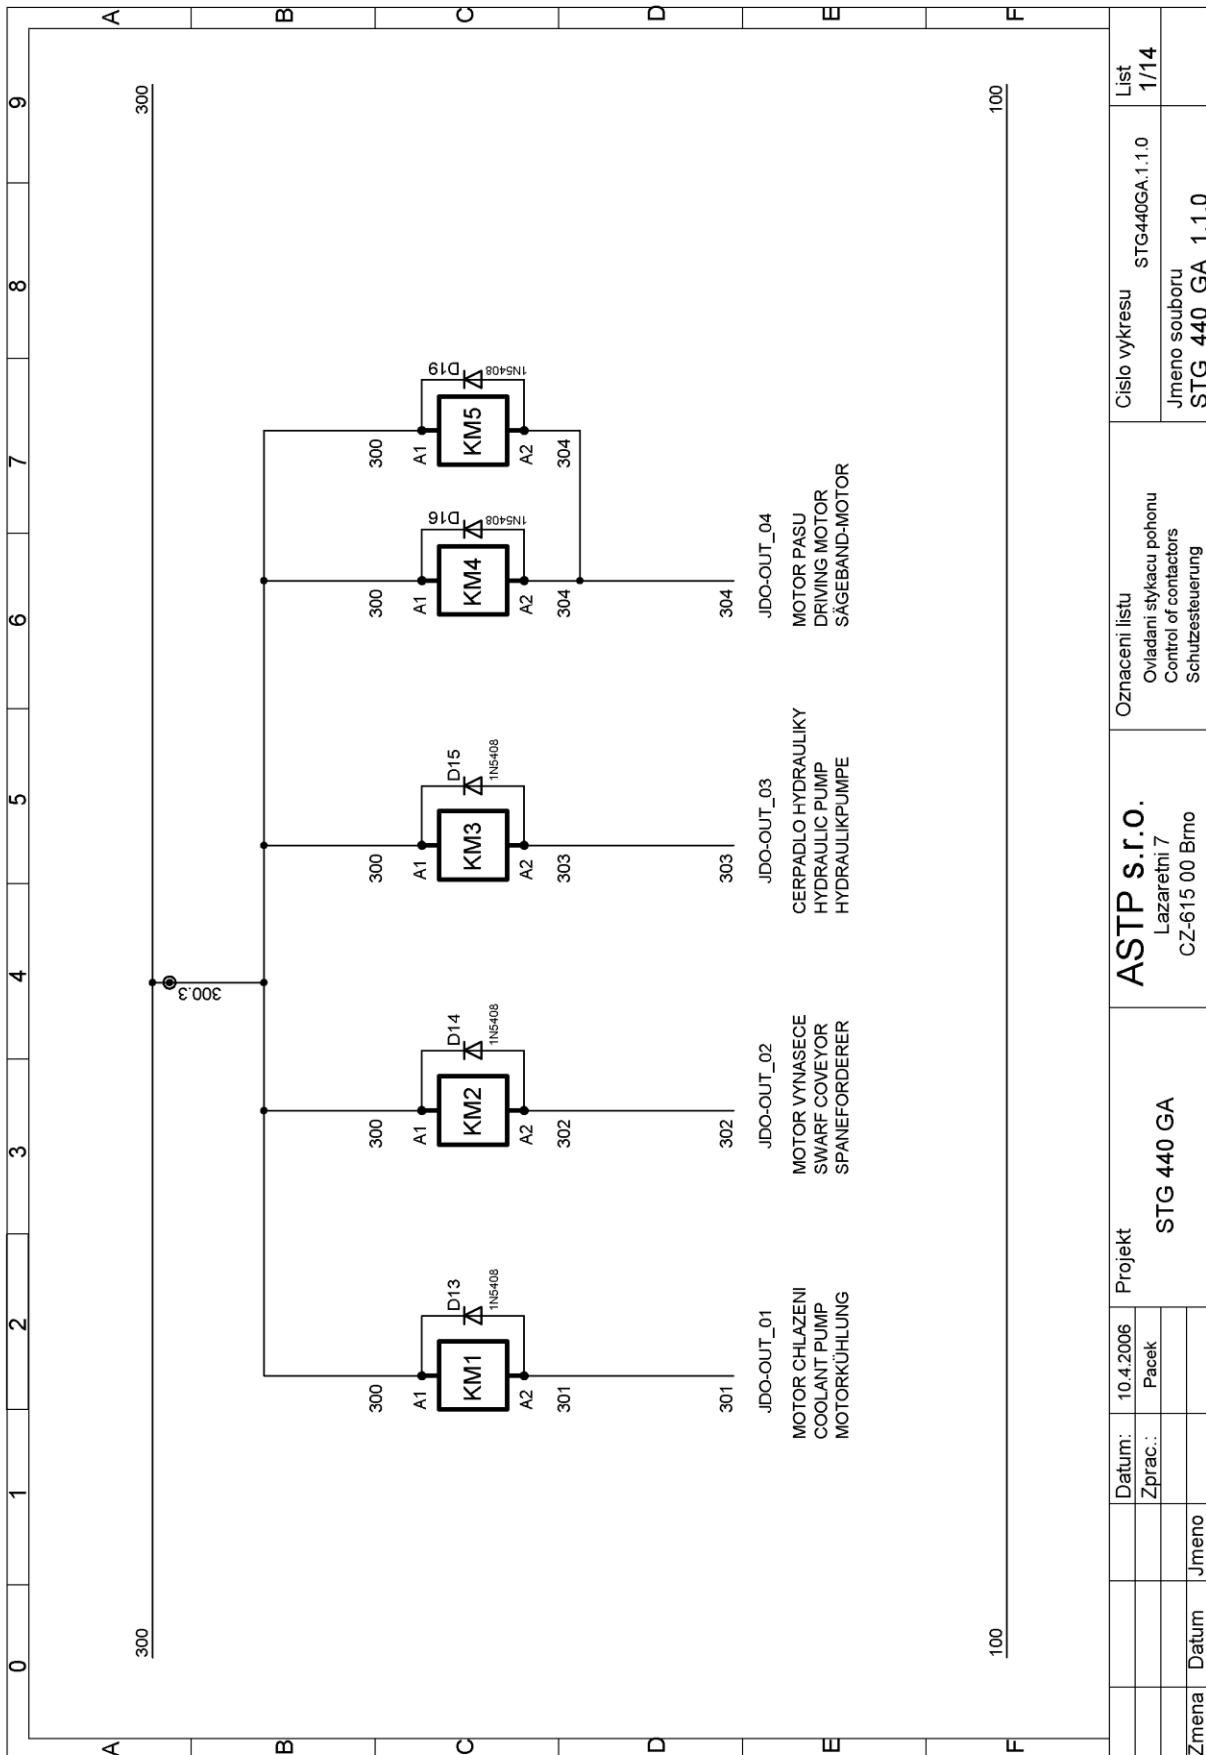 0 1 2 3 4 5 6 7 8 9
A A
300 300
300.3
B B
300 300 300 300 300
A1 A1 A1 A1 A1
C C
KM1 D13 1N5408
KM2 D14 1N5408
KM3 D15 1N5408
KM4 D16 1N5408
KM5 D19 1N5408
A2 A2 A2 A2 A2
301 302 303 304 304
D D
301 302 303 304
JDO-OUT_01
MOTOR CHLAZENI
COOLANT PUMP
MOTORKÜHLUNG
JDO-OUT_02
MOTOR VYNASECE
SWARF COVEYOR
SPANEFORDERER
JDO-OUT_03
CERPADLO HYDRAULIKY
HYDRAULIC PUMP
HYDRAULIKPUMPE
JDO-OUT_04
MOTOR PASU
DRIVING MOTOR
SÄGEBAND-MOTOR
E E
100 100
F F
Zmena Datum Jmeno
Datum: 10.4.2006
Zprac.: Pacek
Projekt
STG 440 GA
ASTP s.r.o.
Lazaretni 7
CZ-615 00 Brno
Oznaceni listu
Ovladani stykacu pohonu
Control of contactors
Schutzesteuerung
Cislo vykresu
STG440GA.1.1.0
Jmeno souboru
STG_440_GA_1.1.0
List
1/14